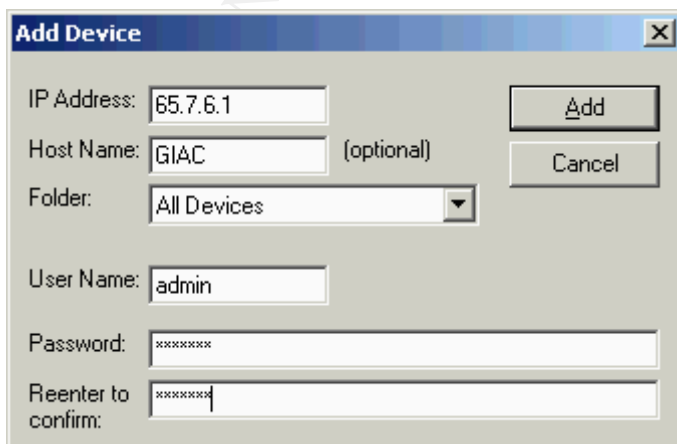 Add Device
IP Address: 65.7.6.1
Add
Host Name: GIAC (optional)
Cancel
Folder: All Devices
User Name: admin
Password: *******
Reenter to
confirm: *******